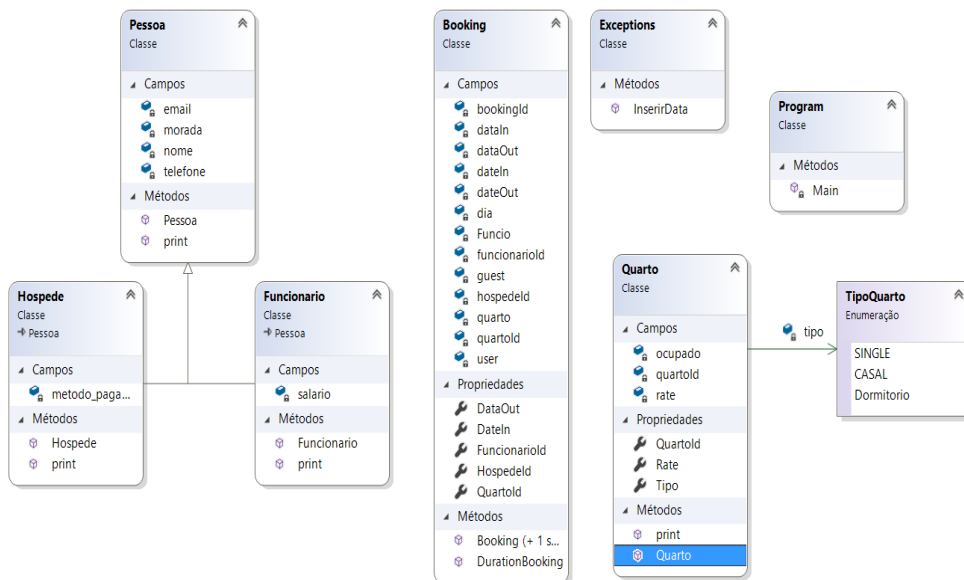 Pessoa
Classe
Campos
email
morada
nome
telefone
Métodos
Pessoa
print
Hospede
Classe
Pessoa
Campos
metodo_paga...
Métodos
Hospede
print
Funcionario
Classe
Pessoa
Campos
salario
Métodos
Funcionario
print
Booking
Classe
Campos
bookingId
dataIn
dataOut
dateIn
dateOut
dia
Funcio
funcionarioId
guest
hospedeId
quarto
quartoId
user
Propriedades
DataOut
DateIn
FuncionarioId
HospedeId
QuartoId
Métodos
Booking (+ 1 s...
DurationBooking
Exceptions
Classe
Métodos
InserirData
Program
Classe
Métodos
Main
Quarto
Classe
Campos
ocupado
quartoId
rate
Propriedades
QuartoId
Rate
Tipo
Métodos
print
Quarto
tipo
TipoQuarto
Enumeração
SINGLE
CASAL
Dormitorio